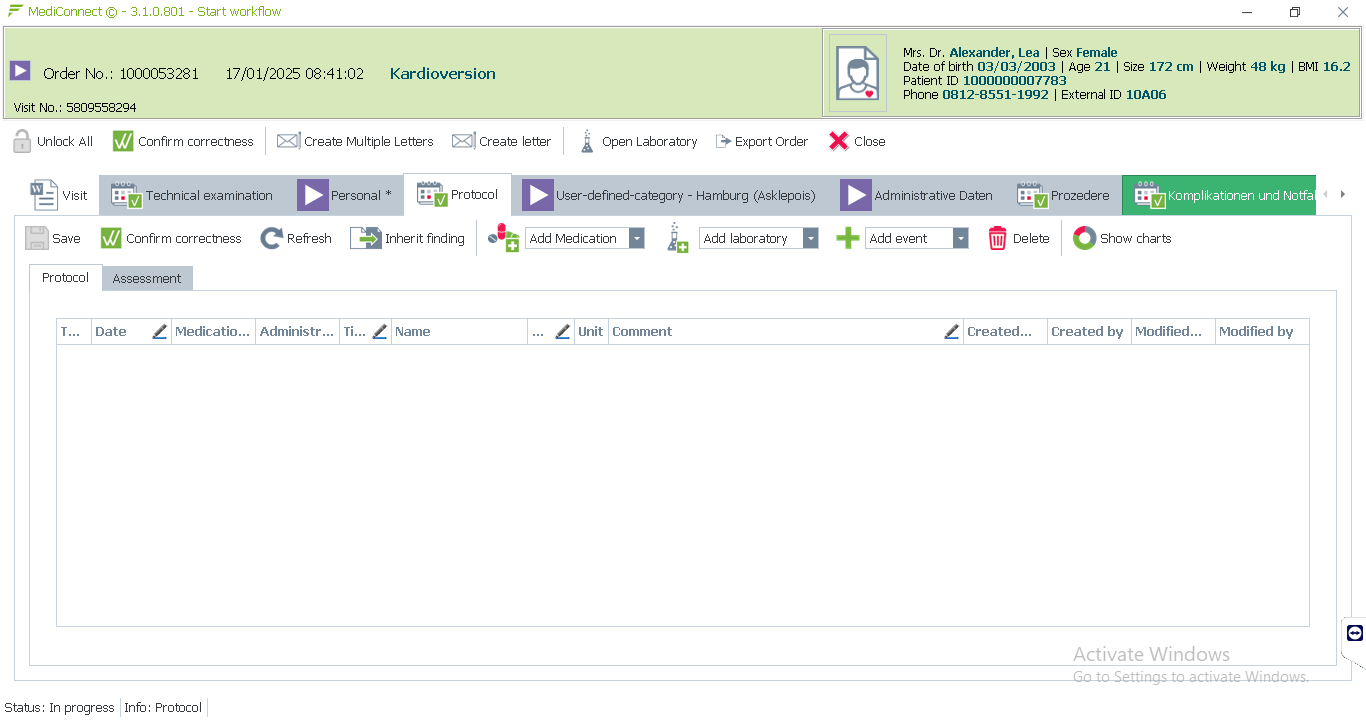 MediConnect © - 3.1.0.801 - Start workflow
Order No.: 1000053281 17/01/2025 08:41:02 Kardioversion
Visit No.: 5809558294
Mrs. Dr. Alexander, Lea | Sex Female
Date of birth 03/03/2003 | Age 21 | Size 172 cm | Weight 48 kg | BMI 16.2
Patient ID 1000000007783
Phone 0812-8551-1992 | External ID 10A06
Unlock All Confirm correctness Create Multiple Letters Create letter Open Laboratory Export Order Close
Visit Technical examination Personal * Protocol User-defined-category - Hamburg (Asklepois) Administrative Daten Prozedere Komplikationen und Notfal
Save Confirm correctness Refresh Inherit finding Add Medication Add laboratory Add event Delete Show charts
Protocol Assessment
T... Date Medicatio... Administr... Ti... Name ... Unit Comment Created... Created by Modified... Modified by
Activate Windows
Go to Settings to activate Windows.
Status: In progress Info: Protocol